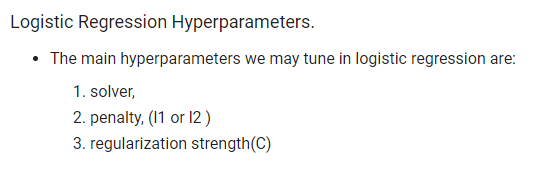 Logistic Regression Hyperparameters.
• The main hyperparameters we may tune in logistic regression are:
1. solver,
2. penalty, (l1 or l2 )
3. regularization strength(C)